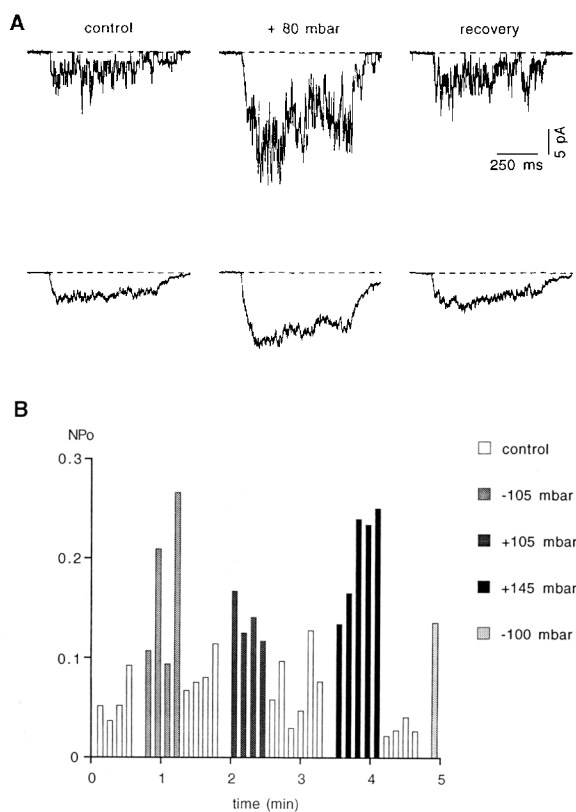 A
control
+ 80 mbar
recovery
250 ms
5 pA
B
NPo
0.3
0.2
0.1
0
0
1
2
3
4
5
time (min)
control
-105 mbar
+105 mbar
+145 mbar
-100 mbar